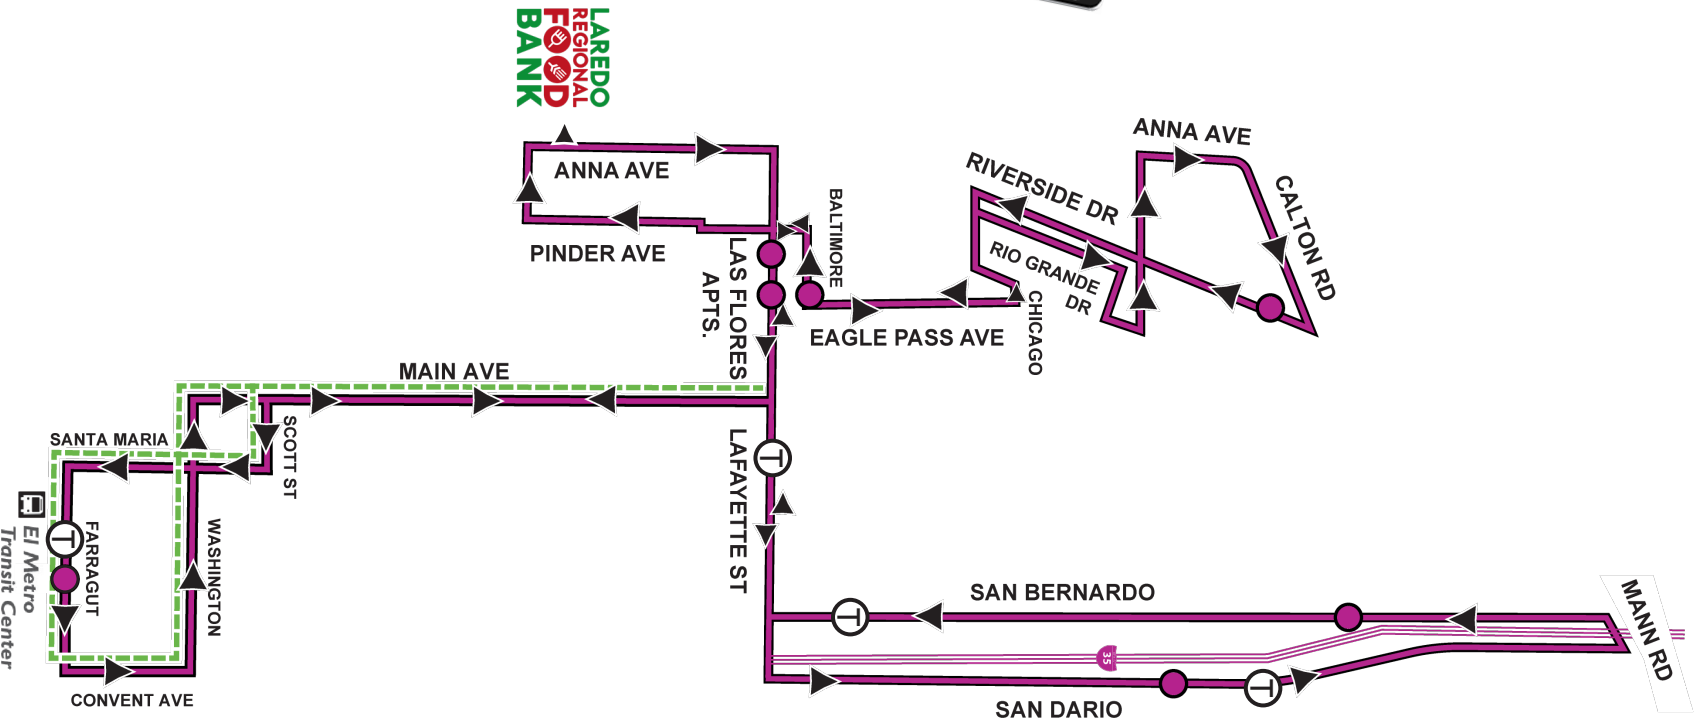 LAREDO
REGIONAL
FOOD
BANK
ANNA AVE
PINDER AVE
BALTIMORE
LAS FLORES
APTS.
EAGLE PASS AVE
CHICAGO
RIVERSIDE DR
RIO GRANDE
DR
ANNA AVE
CALTON RD
MAIN AVE
SCOTT ST
SANTA MARIA
FARRAGUT
T
WASHINGTON
El Metro
Transit Center
CONVENT AVE
T
LAFAYETTE ST
SAN BERNARDO
T
35
MANN RD
T
SAN DARIO